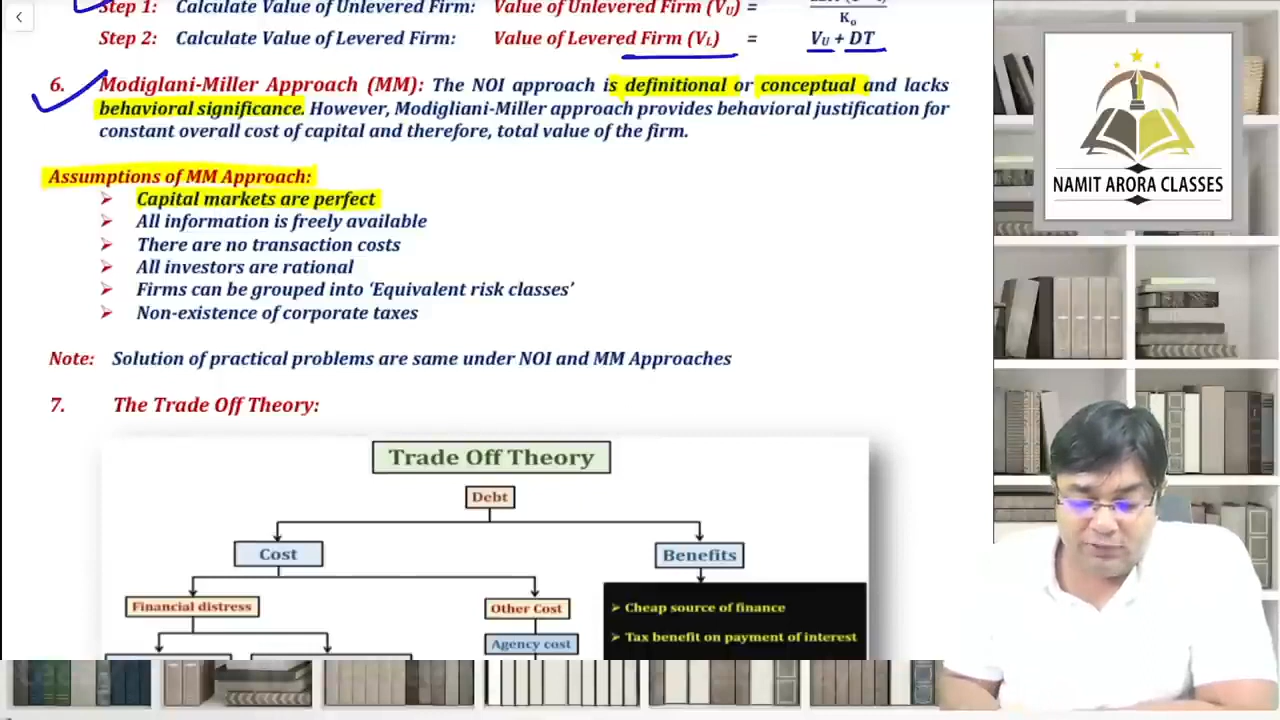 Step 1: Calculate Value of Unlevered Firm: Value of Unlevered Firm (VU) =
Ko
Step 2: Calculate Value of Levered Firm: Value of Levered Firm (VL) = VU + DT
6. Modiglani-Miller Approach (MM): The NOI approach is definitional or conceptual and lacks
behavioral significance. However, Modigliani-Miller approach provides behavioral justification for
constant overall cost of capital and therefore, total value of the firm.
Assumptions of MM Approach:
➢ Capital markets are perfect
➢ All information is freely available
➢ There are no transaction costs
➢ All investors are rational
➢ Firms can be grouped into 'Equivalent risk classes'
➢ Non-existence of corporate taxes
Note: Solution of practical problems are same under NOI and MM Approaches
7. The Trade Off Theory:
Trade Off Theory
Debt
Cost
Benefits
Financial distress
Other Cost
Agency cost
➢ Cheap source of finance
➢ Tax benefit on payment of interest
NAMIT ARORA CLASSES